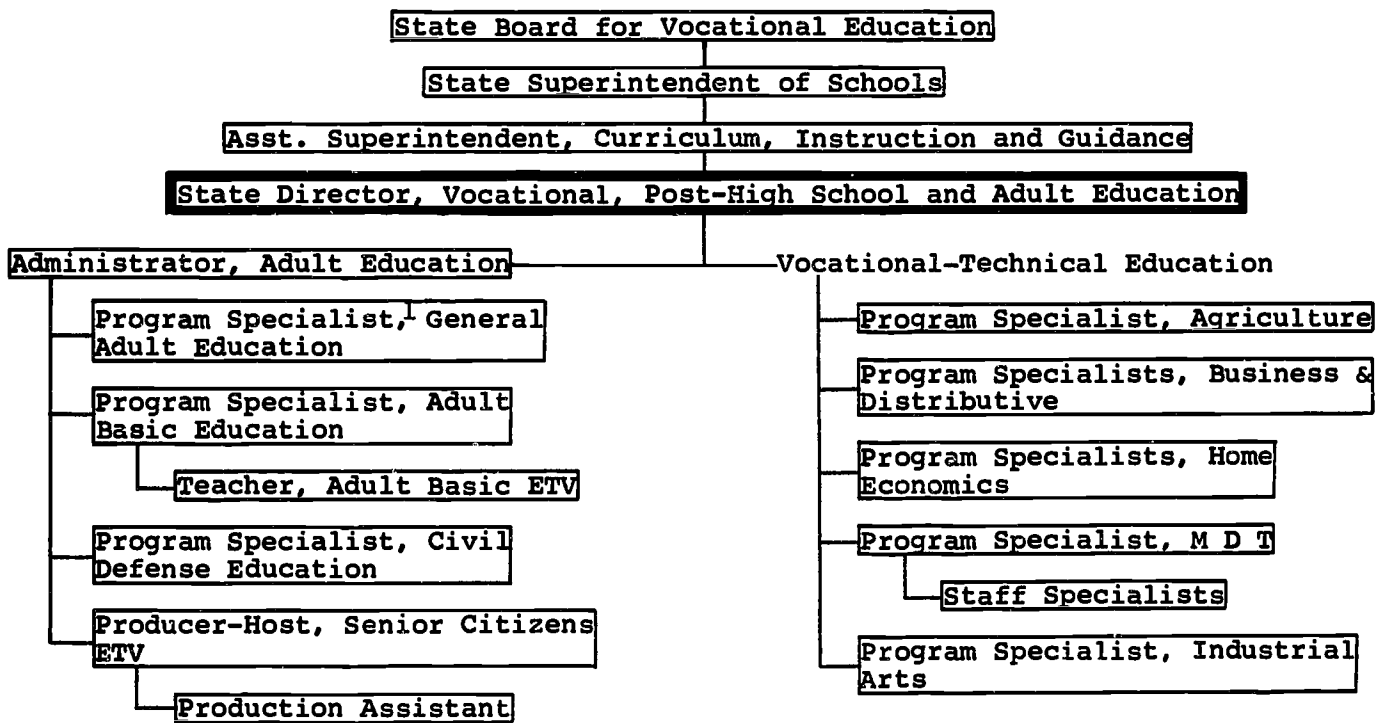 State Board for Vocational Education
State Superintendent of Schools
Asst. Superintendent, Curriculum, Instruction and Guidance
State Director, Vocational, Post-High School and Adult Education
Administrator, Adult Education
Program Specialist, General
Adult Education
Program Specialist, Adult
Basic Education
Teacher, Adult Basic ETV
Program Specialist, Civil
Defense Education
Producer-Host, Senior Citizens
ETV
Production Assistant
Vocational-Technical Education
Program Specialist, Agriculture
Program Specialists, Business &
Distributive
Program Specialists, Home
Economics
Program Specialist, M D T
Staff Specialists
Program Specialist, Industrial
Arts